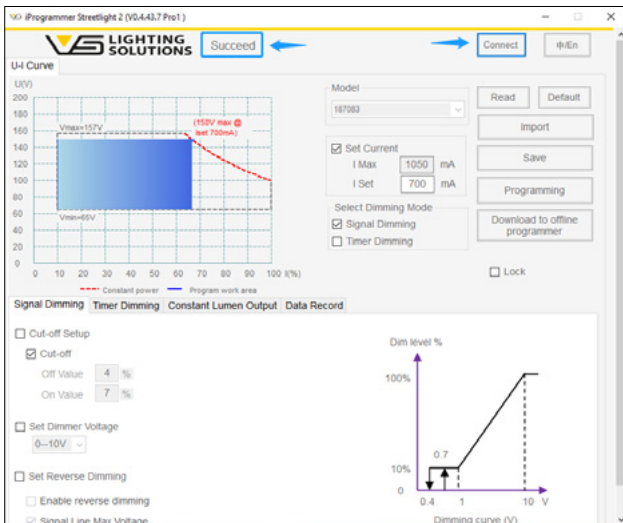 iProgrammer Streetlight 2 (V0.4.43.7 Pro1 )
VS LIGHTING
SOLUTIONS
Succeed
Connect
中/En
U-I Curve
U(V)
200
180
160
140
120
100
80
60
40
20
0
0 10 20 30 40 50 60 70 80 90 100 I(%)
Vmax=157V
(150V max @
Iset 700mA)
Vmin=65V
Constant power
Program work area
Model
187083
Set Current
I Max 1050 mA
I Set 700 mA
Select Dimming Mode
Signal Dimming
Timer Dimming
Read
Default
Import
Save
Programming
Download to offline
programmer
Lock
Signal Dimming
Timer Dimming
Constant Lumen Output
Data Record
Cut-off Setup
Cut-off
Off Value 4 %
On Value 7 %
Set Dimmer Voltage
0--10V
Set Reverse Dimming
Enable reverse dimming
Signal Line Max Voltage
Dim level %
100%
10%
0
0.7
0.4 1 10 V
Dimming curve (V)